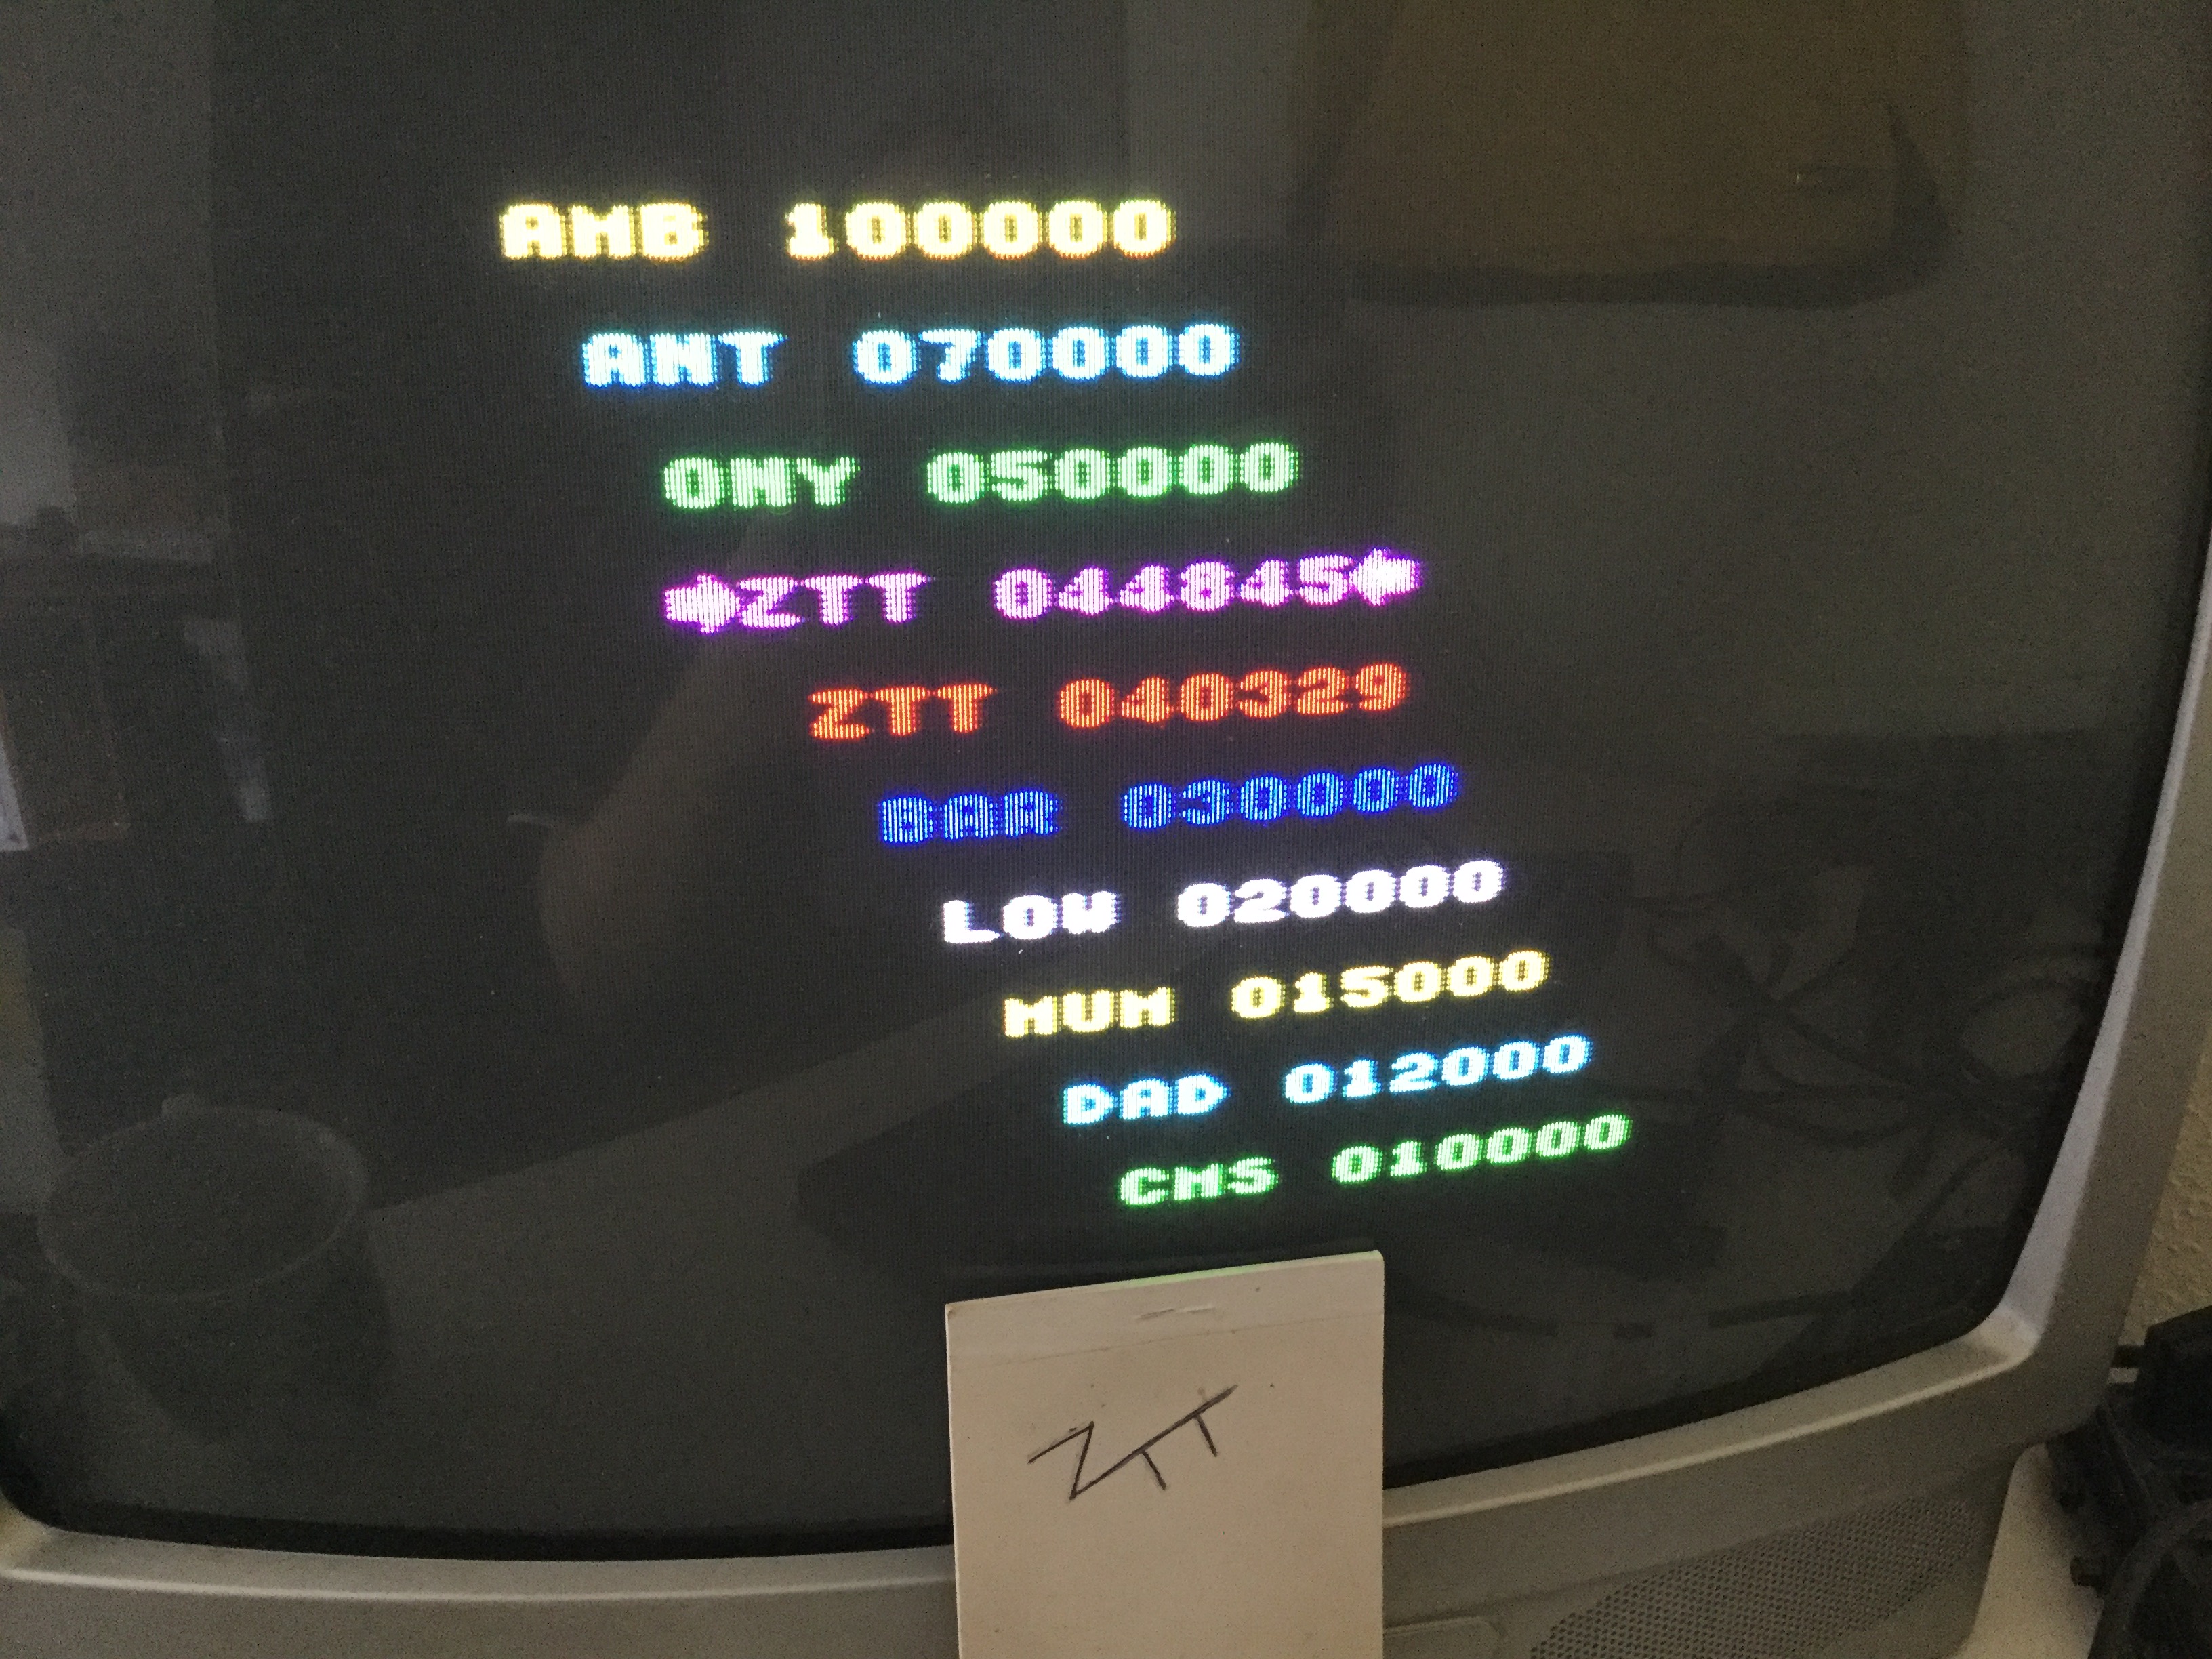 AMB 100000
ANT 070000
ONY 050000
ZTT 044845
ZTT 040329
DAR 030000
LOW 020000
MUM 015000
DAD 012000
CMS 010000
ZTT